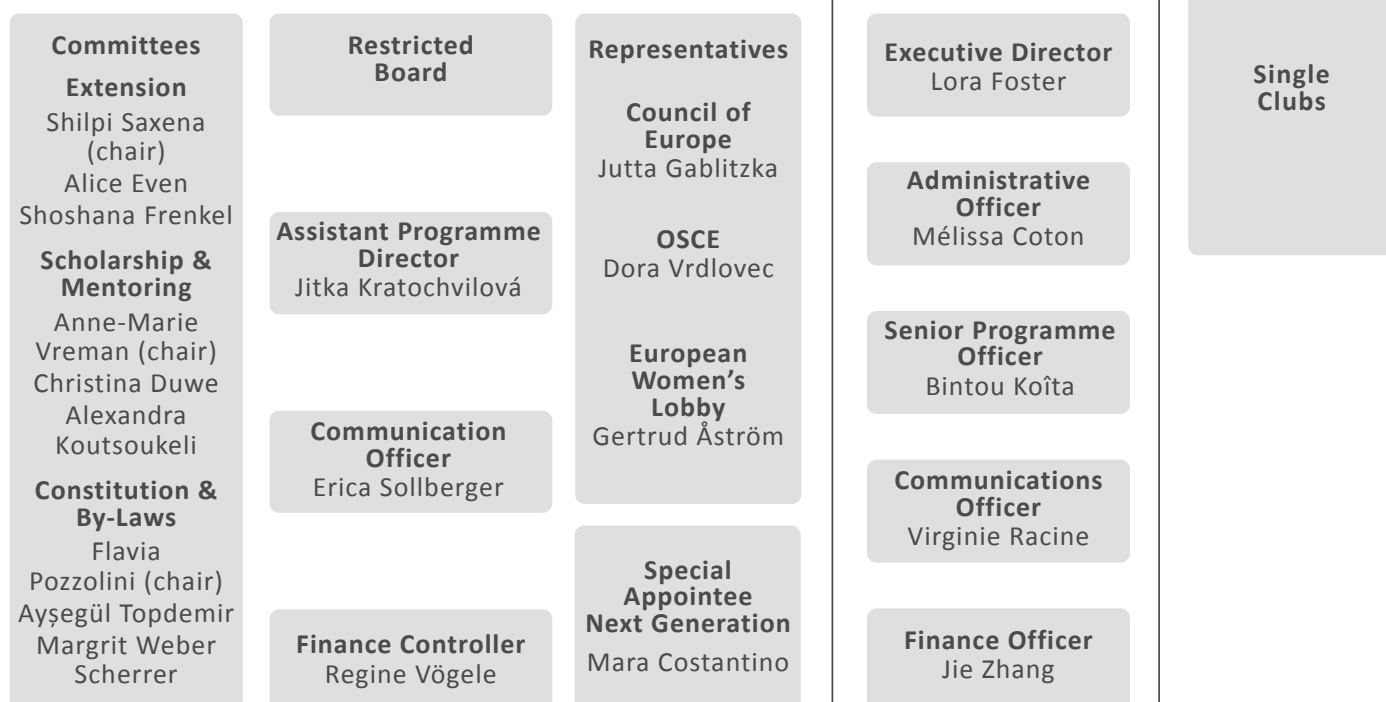 Committees
Extension
Shilpi Saxena
(chair)
Alice Even
Shoshana Frenkel
Scholarship &
Mentoring
Anne-Marie
Vreman (chair)
Christina Duwe
Alexandra
Koutsoukeli
Constitution &
By-Laws
Flavia
Pozzolini (chair)
Ayşegül Topdemir
Margrit Weber
Scherrer
Restricted
Board
Assistant Programme
Director
Jitka Kratochvilová
Communication
Officer
Erica Sollberger
Finance Controller
Regine Vögele
Representatives
Council of
Europe
Jutta Gablitzka
OSCE
Dora Vrdlovec
European
Women’s
Lobby
Gertrud Åström
Special
Appointee
Next Generation
Mara Costantino
Executive Director
Lora Foster
Administrative
Officer
Mélissa Coton
Senior Programme
Officer
Bintou Koîta
Communications
Officer
Virginie Racine
Finance Officer
Jie Zhang
Single
Clubs